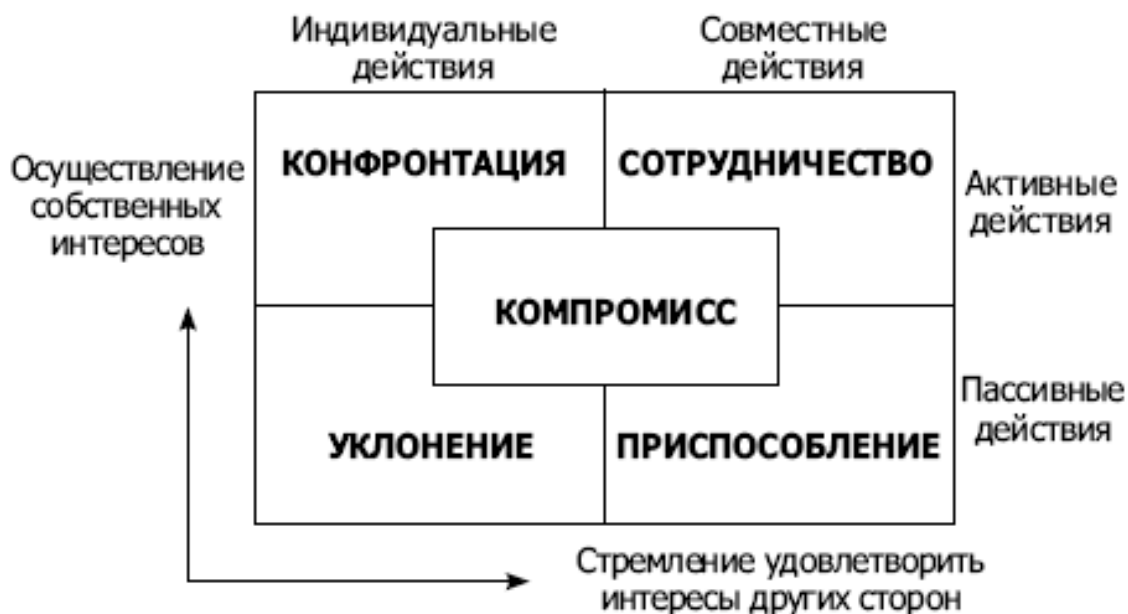 Индивидуальные
действия
Совместные
действия
Осуществление
собственных
интересов
КОНФРОНТАЦИЯ
СОТРУДНИЧЕСТВО
Активные
действия
КОМПРОМИСС
УКЛОНЕНИЕ
ПРИСПОСОБЛЕНИЕ
Пассивные
действия
Стремление удовлетворить
интересы других сторон